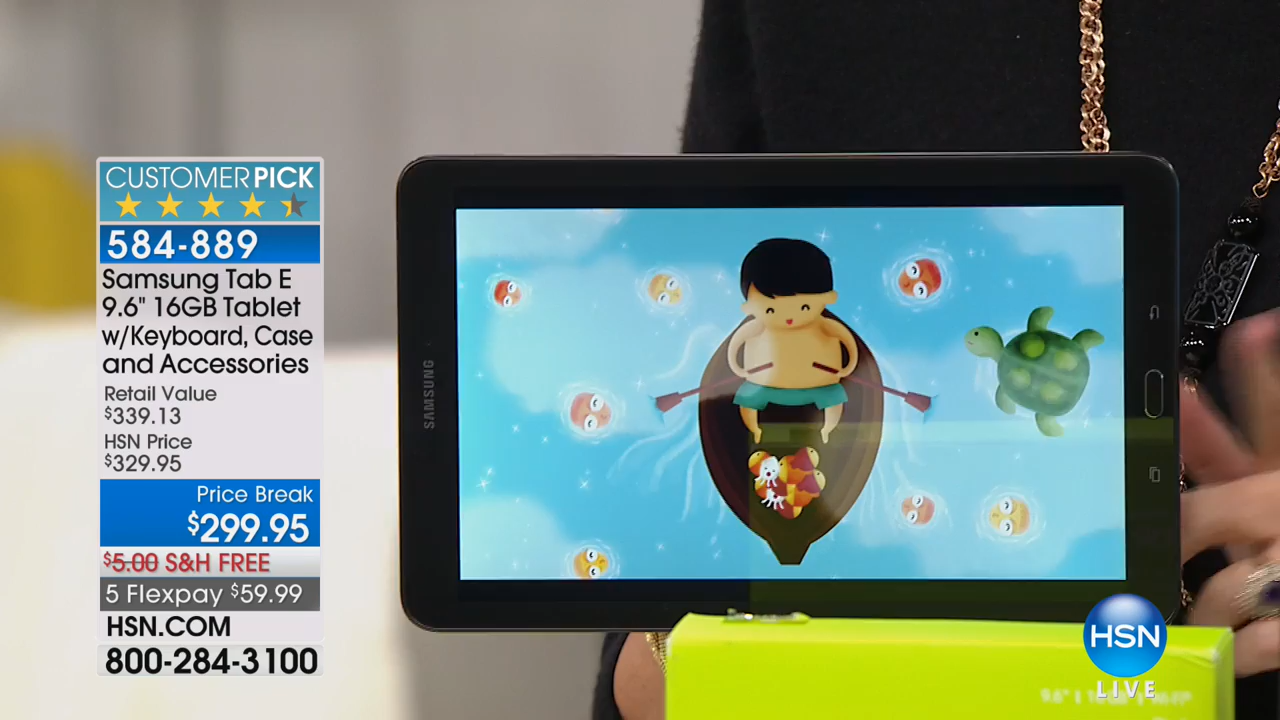 CUSTOMER PICK
584-889
Samsung Tab E
9.6" 16GB Tablet
w/Keyboard, Case
and Accessories
Retail Value
$339.13
HSN Price
$329.95
Price Break
$299.95
$5.00 S&H FREE
5 Flexpay $59.99
HSN.COM
800-284-3100
SAMSUNG
HSN
LIVE